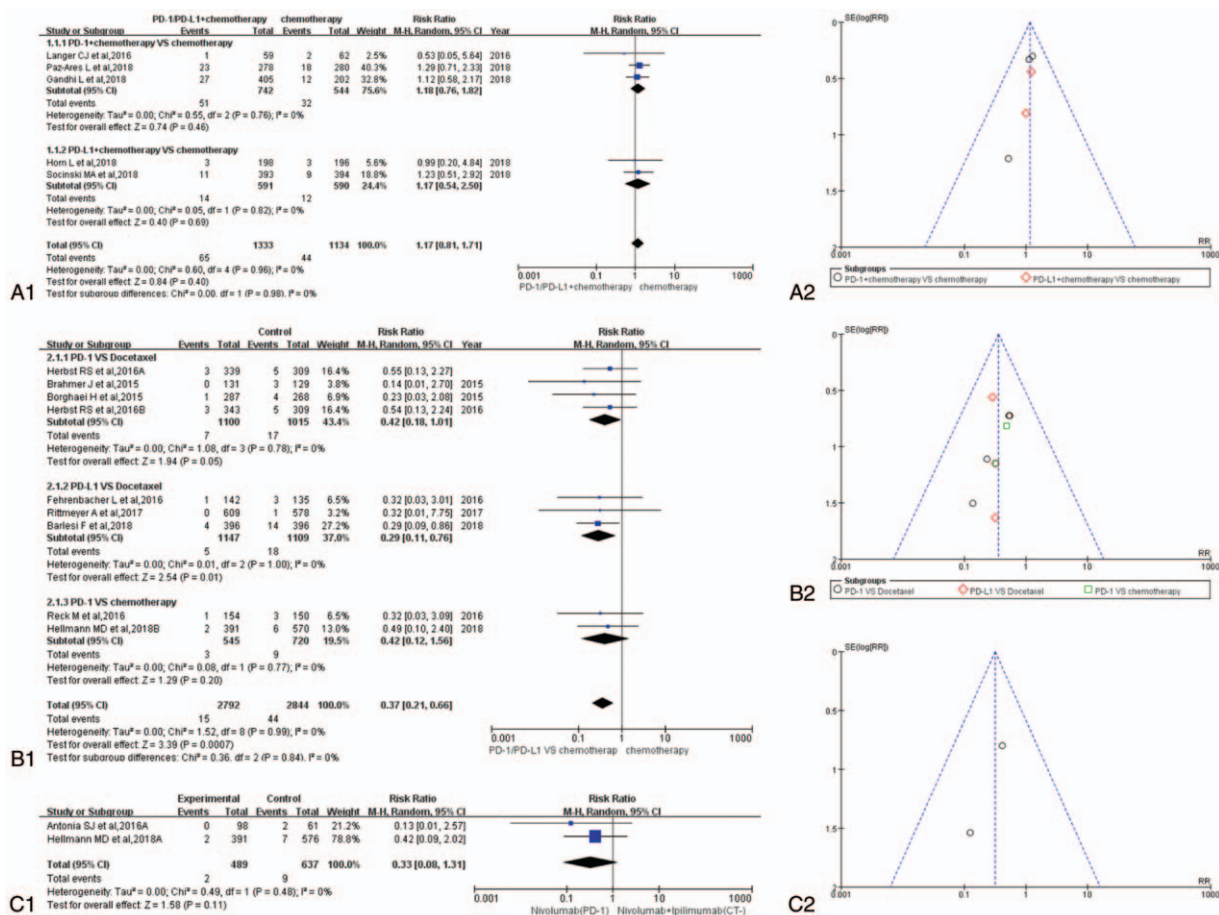 PD-1/PD-L1+chemotherapy chemotherapy Risk Ratio Risk Ratio
Study or Subgroup Events Total Events Total Weight M-H, Random, 95% CI Year M-H, Random, 95% CI
1.1.1 PD-1+chemotherapy VS chemotherapy
Langer CJ et al,2016 1 59 2 62 2.5% 0.53 [0.05, 5.64] 2016
Paz-Ares L et al,2018 23 278 18 280 40.3% 1.29 [0.71, 2.33] 2018
Gandhi L et al,2018 27 405 12 202 32.8% 1.12 [0.58, 2.17] 2018
Subtotal (95% CI) 742 544 75.6% 1.18 [0.76, 1.82]
Total events 51 32
Heterogeneity: Tau² = 0.00; Chi² = 0.55, df = 2 (P = 0.76); I² = 0%
Test for overall effect: Z = 0.74 (P = 0.46)
1.1.2 PD-L1+chemotherapy VS chemotherapy
Horn L et al,2018 3 198 3 196 5.6% 0.99 [0.20, 4.84] 2018
Socinski MA et al,2018 11 393 9 394 18.8% 1.23 [0.51, 2.92] 2018
Subtotal (95% CI) 591 590 24.4% 1.17 [0.54, 2.50]
Total events 14 12
Heterogeneity: Tau² = 0.00; Chi² = 0.05, df = 1 (P = 0.82); I² = 0%
Test for overall effect: Z = 0.40 (P = 0.69)
Total (95% CI) 1333 1134 100.0% 1.17 [0.81, 1.71]
Total events 65 44
Heterogeneity: Tau² = 0.00; Chi² = 0.60, df = 4 (P = 0.96); I² = 0%
Test for overall effect: Z = 0.84 (P = 0.40)
Test for subgroup differences: Chi² = 0.00, df = 1 (P = 0.98), I² = 0%
0.001 0.1 1 10 1000
PD-1/PD-L1+chemotherapy chemotherapy
A1
SE(log[RR])
0
0.5
1
1.5
2
0.001 0.1 1 10 1000
RR
Subgroups
PD-1+chemotherapy VS chemotherapy PD-L1+chemotherapy VS chemotherapy
A2
Control Risk Ratio Risk Ratio
Study or Subgroup Events Total Events Total Weight M-H, Random, 95% CI Year M-H, Random, 95% CI
2.1.1 PD-1 VS Docetaxel
Herbst RS et al,2016A 3 339 5 309 16.4% 0.55 [0.13, 2.27]
Brahmer J et al,2015 0 131 3 129 3.8% 0.14 [0.01, 2.70] 2015
Borghaei H et al,2015 1 287 4 268 6.9% 0.23 [0.03, 2.08] 2015
Herbst RS et al,2016B 3 343 5 309 16.4% 0.54 [0.13, 2.24] 2016
Subtotal (95% CI) 1100 1015 43.4% 0.42 [0.18, 1.01]
Total events 7 17
Heterogeneity: Tau² = 0.00; Chi² = 1.08, df = 3 (P = 0.78); I² = 0%
Test for overall effect: Z = 1.94 (P = 0.05)
2.1.2 PD-L1 VS Docetaxel
Fehrenbacher L et al,2016 1 142 3 135 6.5% 0.32 [0.03, 3.01] 2016
Rittmeyer A et al,2017 0 609 1 578 3.2% 0.32 [0.01, 7.75] 2017
Barlesi F et al,2018 4 396 14 396 27.2% 0.29 [0.09, 0.86] 2018
Subtotal (95% CI) 1147 1109 37.0% 0.29 [0.11, 0.76]
Total events 5 18
Heterogeneity: Tau² = 0.00; Chi² = 0.01, df = 2 (P = 1.00); I² = 0%
Test for overall effect: Z = 2.54 (P = 0.01)
2.1.3 PD-1 VS chemotherapy
Reck M et al,2016 1 154 3 150 6.5% 0.32 [0.03, 3.09] 2016
Hellmann MD et al,2018B 2 391 6 570 13.0% 0.49 [0.10, 2.40] 2018
Subtotal (95% CI) 545 720 19.5% 0.42 [0.12, 1.56]
Total events 3 9
Heterogeneity: Tau² = 0.00; Chi² = 0.08, df = 1 (P = 0.77); I² = 0%
Test for overall effect: Z = 1.29 (P = 0.20)
Total (95% CI) 2792 2844 100.0% 0.37 [0.21, 0.66]
Total events 15 44
Heterogeneity: Tau² = 0.00; Chi² = 1.52, df = 8 (P = 0.99); I² = 0%
Test for overall effect: Z = 3.39 (P = 0.0007)
Test for subgroup differences: Chi² = 0.36, df = 2 (P = 0.84), I² = 0%
0.001 0.1 1 10 1000
PD-1/PD-L1 VS chemotherap chemotherapy
B1
SE(log[RR])
0
0.5
1
1.5
2
0.001 0.1 1 10 1000
RR
Subgroups
PD-1 VS Docetaxel PD-L1 VS Docetaxel PD-1 VS chemotherapy
B2
Experimental Control Risk Ratio Risk Ratio
Study or Subgroup Events Total Events Total Weight M-H, Random, 95% CI M-H, Random, 95% CI
Antonia SJ et al,2016A 0 98 2 61 21.2% 0.13 [0.01, 2.57]
Hellmann MD et al,2018A 2 391 7 576 78.8% 0.42 [0.09, 2.02]
Total (95% CI) 489 637 100.0% 0.33 [0.08, 1.31]
Total events 2 9
Heterogeneity: Tau² = 0.00; Chi² = 0.49, df = 1 (P = 0.48); I² = 0%
Test for overall effect: Z = 1.58 (P = 0.11)
0.001 0.1 1 10 1000
Nivolumab(PD-1) Nivolumab+Ipilimumab(CT-)
C1
SE(log[RR])
0
0.5
1
1.5
2
0.001 0.1 1 10 1000
RR
C2